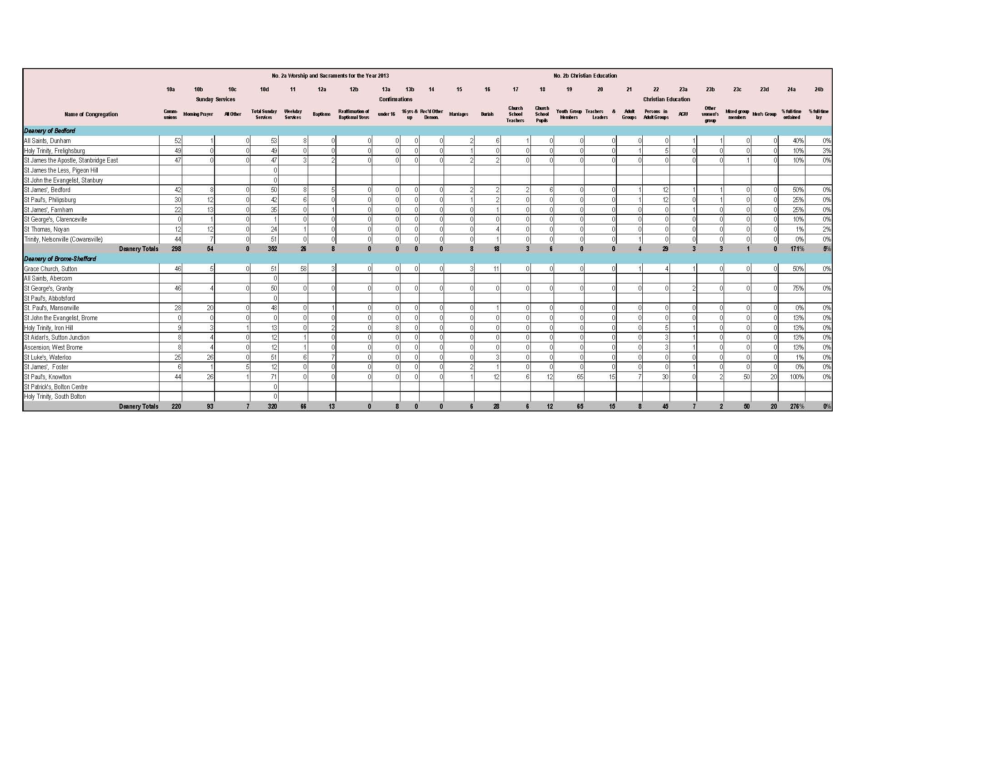 No. 2a Worship and Sacraments for the Year 2013 No. 2b Christian Education
10a 10b 10c 10d 11 12a 12b 13a 13b 14 15 16 17 18 19 20 21 22 23a 23b 23c 23d 24a 24b
Sunday Services Confirmations Christian Education
Name of Congregation Comm-unions Morning Prayer All Other Total Sunday Services Weekday Services Baptisms Reaffirmation of Baptismal Vows under 16 16 yrs & up Rec'd Other Demon. Marriages Burials Church School Teachers Church School Pupils Youth Group Members Teachers & Leaders Adult Groups Persons in Adult Groups ACW Other women's group Mixed group members Men's Group % full-time ordained % full-time lay
Deanery of Bedford
All Saints, Dunham 52 1 0 53 8 0 0 0 0 0 2 6 1 0 0 0 0 0 1 1 0 0 40% 0%
Holy Trinity, Frelighsburg 49 0 0 49 0 0 0 0 0 0 1 0 0 0 0 0 1 5 0 0 0 0 10% 3%
St James the Apostle, Stanbridge East 47 0 0 47 3 2 0 0 0 0 2 2 0 0 0 0 0 0 0 0 1 0 10% 0%
St James the Less, Pigeon Hill 0
St John the Evangelist, Stanbury 0
St James', Bedford 42 8 0 50 8 5 0 0 0 0 2 2 2 6 0 0 1 12 1 1 0 0 50% 0%
St Paul's, Philipsburg 30 12 0 42 6 0 0 0 0 0 1 2 0 0 0 0 1 12 0 1 0 0 25% 0%
St James', Farnham 22 13 0 35 0 1 0 0 0 0 0 1 0 0 0 0 0 0 1 0 0 0 25% 0%
St George's, Clarenceville 0 1 0 1 0 0 0 0 0 0 0 0 0 0 0 0 0 0 0 0 0 0 10% 0%
St Thomas, Noyan 12 12 0 24 1 0 0 0 0 0 0 4 0 0 0 0 0 0 0 0 0 0 1% 2%
Trinity, Nelsonville (Cowansville) 44 7 0 51 0 0 0 0 0 0 0 1 0 0 0 0 1 0 0 0 0 0 0% 0%
Deanery Totals 298 54 0 352 26 8 0 0 0 0 8 18 3 6 0 0 4 29 3 3 1 0 171% 5%
Deanery of Brome-Shefford
Grace Church, Sutton 46 5 0 51 58 3 0 0 0 0 3 11 0 0 0 0 1 4 1 0 0 0 50% 0%
All Saints, Abercorn 0
St George's, Granby 46 4 0 50 0 0 0 0 0 0 0 0 0 0 0 0 0 0 2 0 0 0 75% 0%
St Paul's, Abbotsford 0
St. Paul's, Mansonville 28 20 0 48 0 1 0 0 0 0 0 1 0 0 0 0 0 0 0 0 0 0 0% 0%
St John the Evangelist, Brome 0 0 0 0 0 0 0 0 0 0 0 0 0 0 0 0 0 0 0 0 0 0 13% 0%
Holy Trinity, Iron Hill 9 3 1 13 0 2 0 8 0 0 0 0 0 0 0 0 0 5 1 0 0 0 13% 0%
St Aidan's, Sutton Junction 8 4 0 12 1 0 0 0 0 0 0 0 0 0 0 0 0 3 1 0 0 0 13% 0%
Ascension, West Brome 8 4 0 12 1 0 0 0 0 0 0 0 0 0 0 0 0 3 1 0 0 0 13% 0%
St Luke's, Waterloo 25 26 0 51 6 7 0 0 0 0 0 3 0 0 0 0 0 0 0 0 0 0 1% 0%
St James', Foster 6 1 5 12 0 0 0 0 0 0 2 1 0 0 0 0 0 0 1 0 0 0 0% 0%
St Paul's, Knowlton 44 26 1 71 0 0 0 0 0 0 1 12 6 12 65 15 7 30 0 2 50 20 100% 0%
St Patrick's, Bolton Centre 0
Holy Trinity, South Bolton 0
Deanery Totals 220 93 7 320 66 13 0 8 0 0 6 28 6 12 65 15 8 45 7 2 50 20 276% 0%